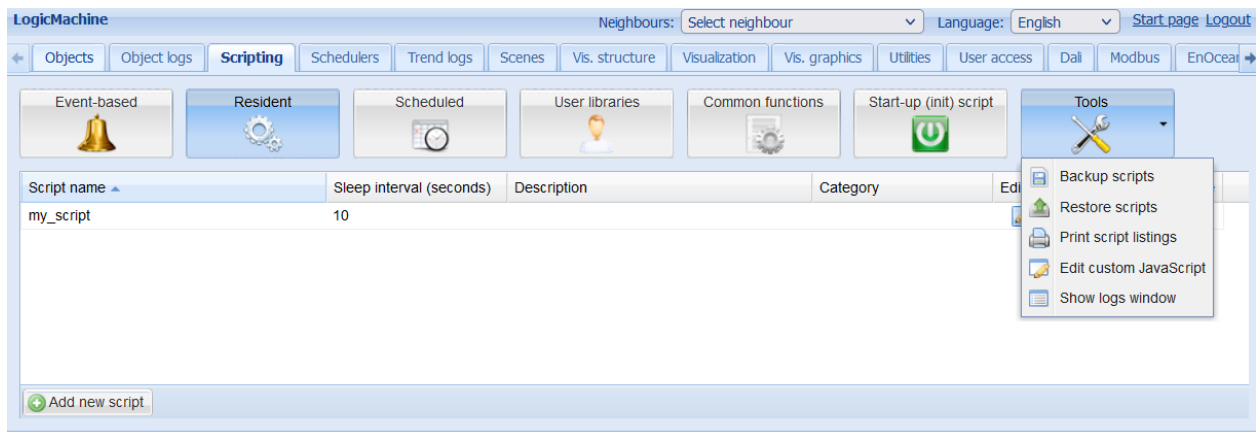 LogicMachine Neighbours: Select neighbour Language: English Start page Logout
Objects Object logs Scripting Schedulers Trend logs Scenes Vis. structure Visualization Vis. graphics Utilities User access Dali Modbus EnOcean
Event-based Resident Scheduled User libraries Common functions Start-up (init) script Tools
Script name Sleep interval (seconds) Description Category Edi
my_script 10
Backup scripts
Restore scripts
Print script listings
Edit custom JavaScript
Show logs window
Add new script